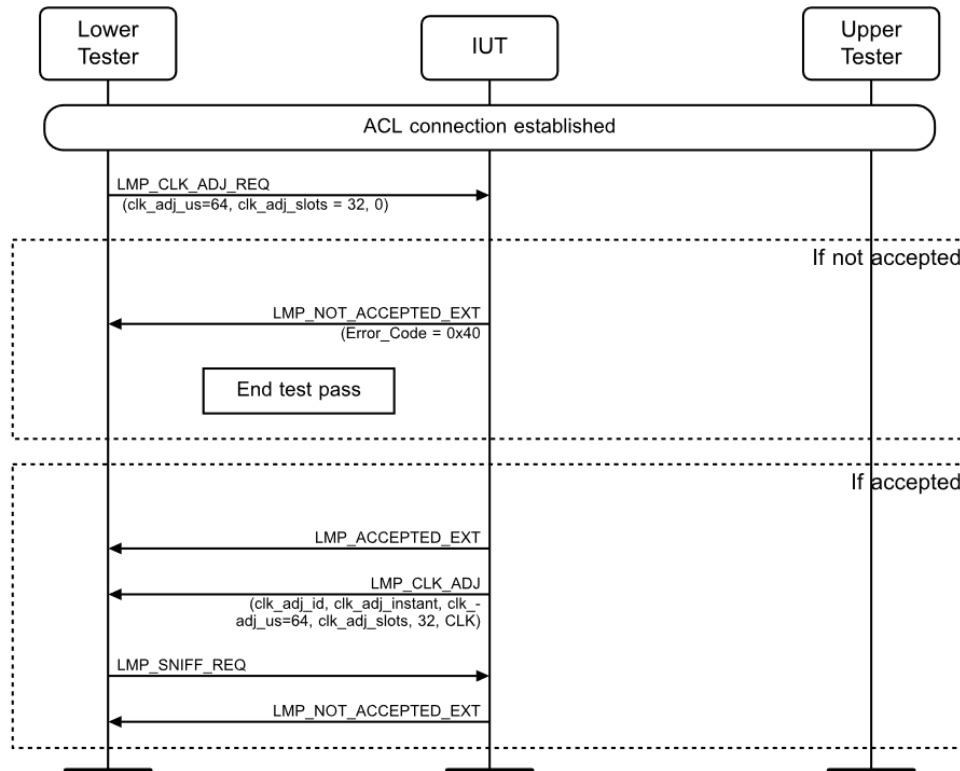 Lower
Tester
IUT
Upper
Tester
ACL connection established
LMP_CLK_ADJ_REQ
(clk_adj_us=64, clk_adj_slots = 32, 0)
If not accepted
LMP_NOT_ACCEPTED_EXT
(Error_Code = 0x40
End test pass
If accepted
LMP_ACCEPTED_EXT
LMP_CLK_ADJ
(clk_adj_id, clk_adj_instant, clk_-
adj_us=64, clk_adj_slots, 32, CLK)
LMP_SNIFF_REQ
LMP_NOT_ACCEPTED_EXT